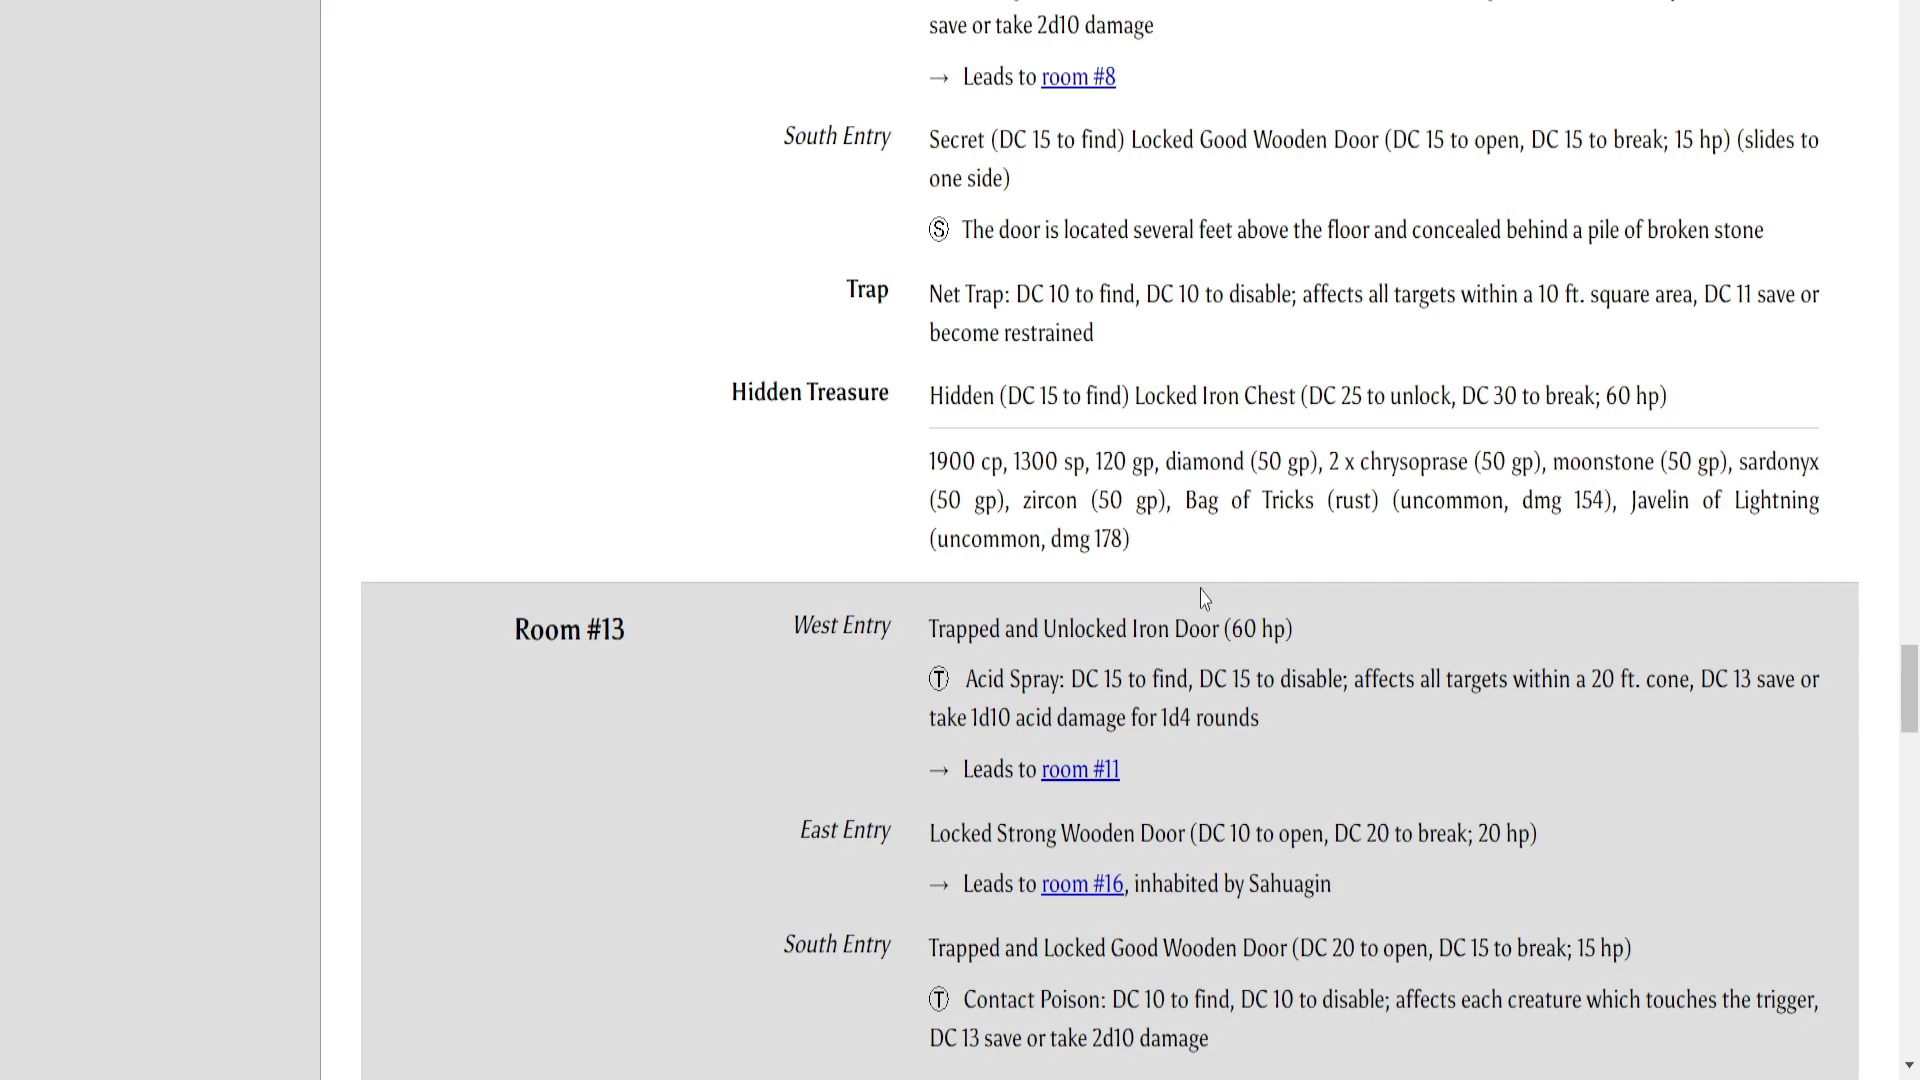 save or take 2d10 damage
→ Leads to room #8
South Entry
Secret (DC 15 to find) Locked Good Wooden Door (DC 15 to open, DC 15 to break; 15 hp) (slides to
one side)
Ⓢ The door is located several feet above the floor and concealed behind a pile of broken stone
Trap
Net Trap: DC 10 to find, DC 10 to disable; affects all targets within a 10 ft. square area, DC 11 save or
become restrained
Hidden Treasure
Hidden (DC 15 to find) Locked Iron Chest (DC 25 to unlock, DC 30 to break; 60 hp)
1900 cp, 1300 sp, 120 gp, diamond (50 gp), 2 x chrysoprase (50 gp), moonstone (50 gp), sardonyx
(50 gp), zircon (50 gp), Bag of Tricks (rust) (uncommon, dmg 154), Javelin of Lightning
(uncommon, dmg 178)
Room #13
West Entry
Trapped and Unlocked Iron Door (60 hp)
Ⓣ Acid Spray: DC 15 to find, DC 15 to disable; affects all targets within a 20 ft. cone, DC 13 save or
take 1d10 acid damage for 1d4 rounds
→ Leads to room #11
East Entry
Locked Strong Wooden Door (DC 10 to open, DC 20 to break; 20 hp)
→ Leads to room #16, inhabited by Sahuagin
South Entry
Trapped and Locked Good Wooden Door (DC 20 to open, DC 15 to break; 15 hp)
Ⓣ Contact Poison: DC 10 to find, DC 10 to disable; affects each creature which touches the trigger,
DC 13 save or take 2d10 damage